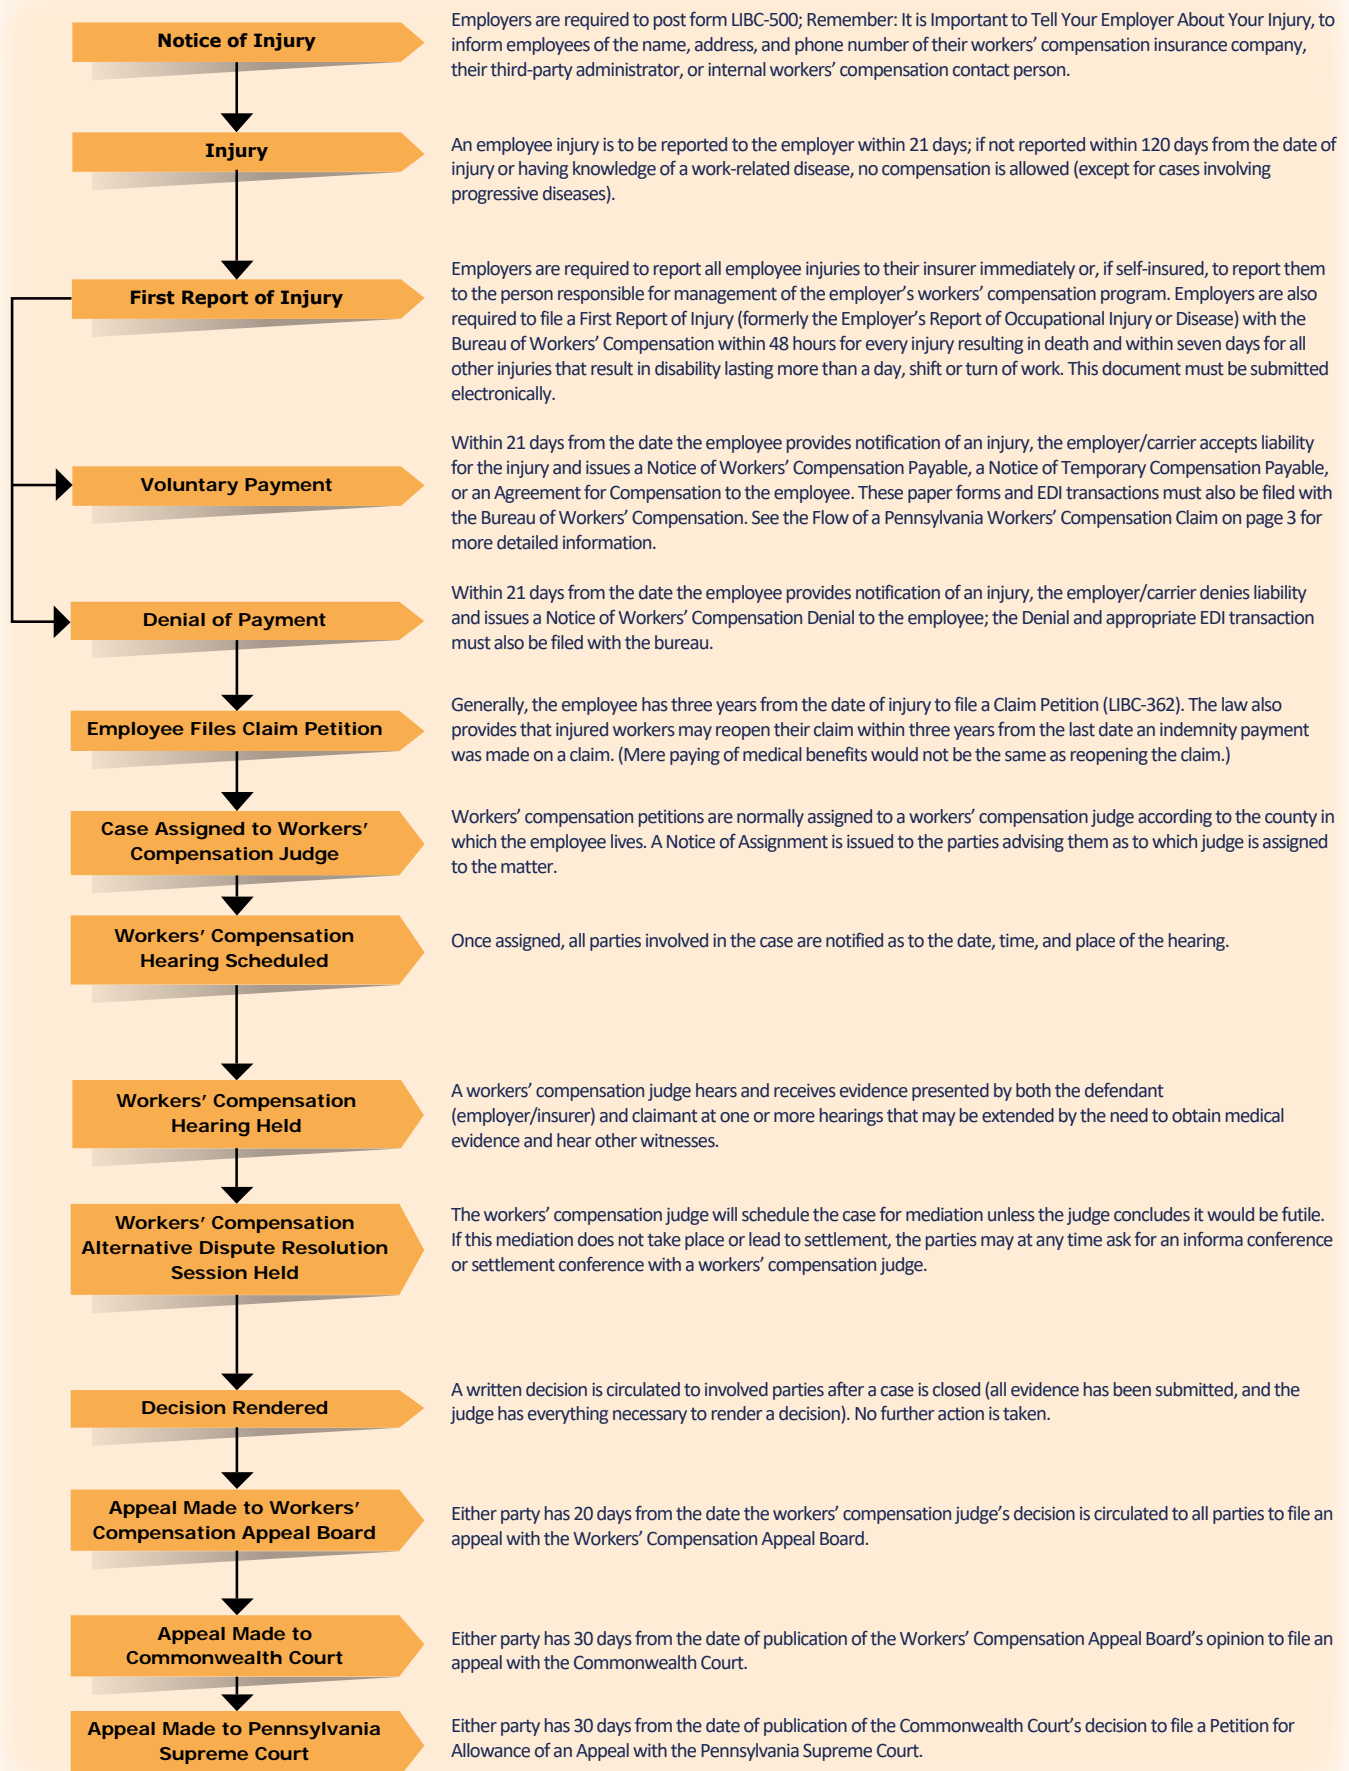 Notice of Injury
Employers are required to post form LIBC-500; Remember: It is Important to Tell Your Employer About Your Injury, to
inform employees of the name, address, and phone number of their workers’ compensation insurance company,
their third-party administrator, or internal workers’ compensation contact person.
Injury
An employee injury is to be reported to the employer within 21 days; if not reported within 120 days from the date of
injury or having knowledge of a work-related disease, no compensation is allowed (except for cases involving
progressive diseases).
First Report of Injury
Employers are required to report all employee injuries to their insurer immediately or, if self-insured, to report them
to the person responsible for management of the employer’s workers’ compensation program. Employers are also
required to file a First Report of Injury (formerly the Employer’s Report of Occupational Injury or Disease) with the
Bureau of Workers’ Compensation within 48 hours for every injury resulting in death and within seven days for all
other injuries that result in disability lasting more than a day, shift or turn of work. This document must be submitted
electronically.
Voluntary Payment
Within 21 days from the date the employee provides notification of an injury, the employer/carrier accepts liability
for the injury and issues a Notice of Workers’ Compensation Payable, a Notice of Temporary Compensation Payable,
or an Agreement for Compensation to the employee. These paper forms and EDI transactions must also be filed with
the Bureau of Workers’ Compensation. See the Flow of a Pennsylvania Workers’ Compensation Claim on page 3 for
more detailed information.
Denial of Payment
Within 21 days from the date the employee provides notification of an injury, the employer/carrier denies liability
and issues a Notice of Workers’ Compensation Denial to the employee; the Denial and appropriate EDI transaction
must also be filed with the bureau.
Employee Files Claim Petition
Generally, the employee has three years from the date of injury to file a Claim Petition (LIBC-362). The law also
provides that injured workers may reopen their claim within three years from the last date an indemnity payment
was made on a claim. (Mere paying of medical benefits would not be the same as reopening the claim.)
Case Assigned to Workers’
Compensation Judge
Workers’ compensation petitions are normally assigned to a workers’ compensation judge according to the county in
which the employee lives. A Notice of Assignment is issued to the parties advising them as to which judge is assigned
to the matter.
Workers’ Compensation
Hearing Scheduled
Once assigned, all parties involved in the case are notified as to the date, time, and place of the hearing.
Workers’ Compensation
Hearing Held
A workers’ compensation judge hears and receives evidence presented by both the defendant
(employer/insurer) and claimant at one or more hearings that may be extended by the need to obtain medical
evidence and hear other witnesses.
Workers’ Compensation
Alternative Dispute Resolution
Session Held
The workers’ compensation judge will schedule the case for mediation unless the judge concludes it would be futile.
If this mediation does not take place or lead to settlement, the parties may at any time ask for an informa conference
or settlement conference with a workers’ compensation judge.
Decision Rendered
A written decision is circulated to involved parties after a case is closed (all evidence has been submitted, and the
judge has everything necessary to render a decision). No further action is taken.
Appeal Made to Workers’
Compensation Appeal Board
Either party has 20 days from the date the workers’ compensation judge’s decision is circulated to all parties to file an
appeal with the Workers’ Compensation Appeal Board.
Appeal Made to
Commonwealth Court
Either party has 30 days from the date of publication of the Workers’ Compensation Appeal Board’s opinion to file an
appeal with the Commonwealth Court.
Appeal Made to Pennsylvania
Supreme Court
Either party has 30 days from the date of publication of the Commonwealth Court’s decision to file a Petition for
Allowance of an Appeal with the Pennsylvania Supreme Court.